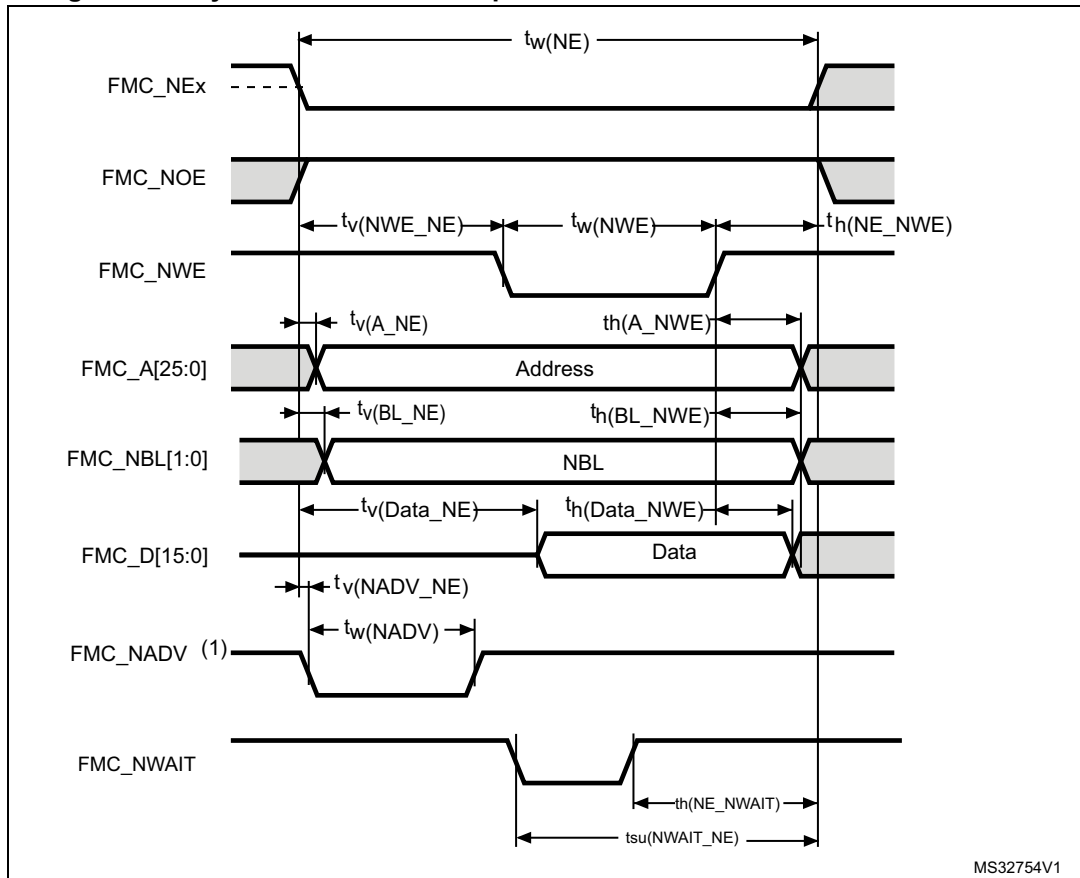 tw(NE)
FMC_NEx
FMC_NOE
tv(NWE_NE) tw(NWE) th(NE_NWE)
FMC_NWE
tv(A_NE) th(A_NWE)
FMC_A[25:0] Address
tv(BL_NE) th(BL_NWE)
FMC_NBL[1:0] NBL
tv(Data_NE) th(Data_NWE)
FMC_D[15:0] Data
tv(NADV_NE)
tw(NADV)
FMC_NADV (1)
FMC_NWAIT
th(NE_NWAIT)
tsu(NWAIT_NE)
MS32754V1